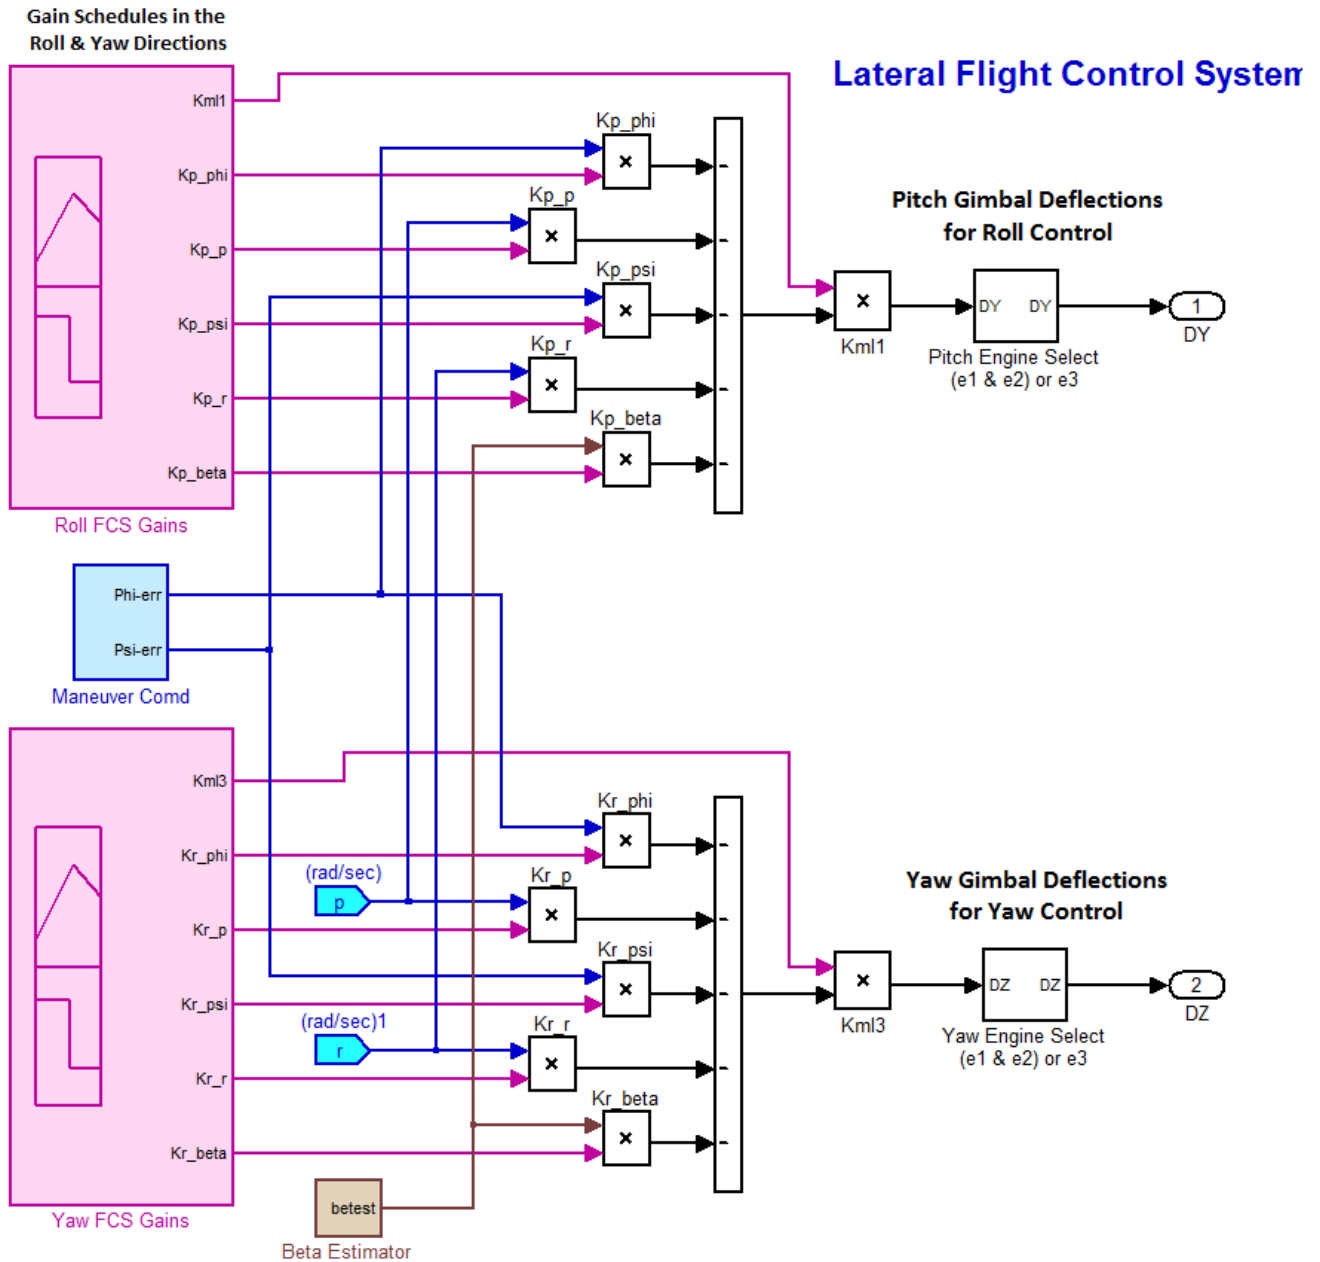 Gain Schedules in the
Roll & Yaw Directions
Lateral Flight Control System
Kml1
Kp_phi
Kp_p
Kp_psi
Kp_r
Kp_beta
Roll FCS Gains
Kp_phi
×
Kp_p
×
Kp_psi
×
Kp_r
×
Kp_beta
×
-
-
-
-
-
×
Kml1
Pitch Gimbal Deflections
for Roll Control
DY DY
Pitch Engine Select
(e1 & e2) or e3
1
DY
Phi-err
Psi-err
Maneuver Comd
Kml3
Kr_phi
Kr_p
Kr_psi
Kr_r
Kr_beta
Yaw FCS Gains
(rad/sec)
p
(rad/sec)1
r
betest
Beta Estimator
Kr_phi
×
Kr_p
×
Kr_psi
×
Kr_r
×
Kr_beta
×
-
-
-
-
-
×
Kml3
Yaw Gimbal Deflections
for Yaw Control
DZ DZ
Yaw Engine Select
(e1 & e2) or e3
2
DZ